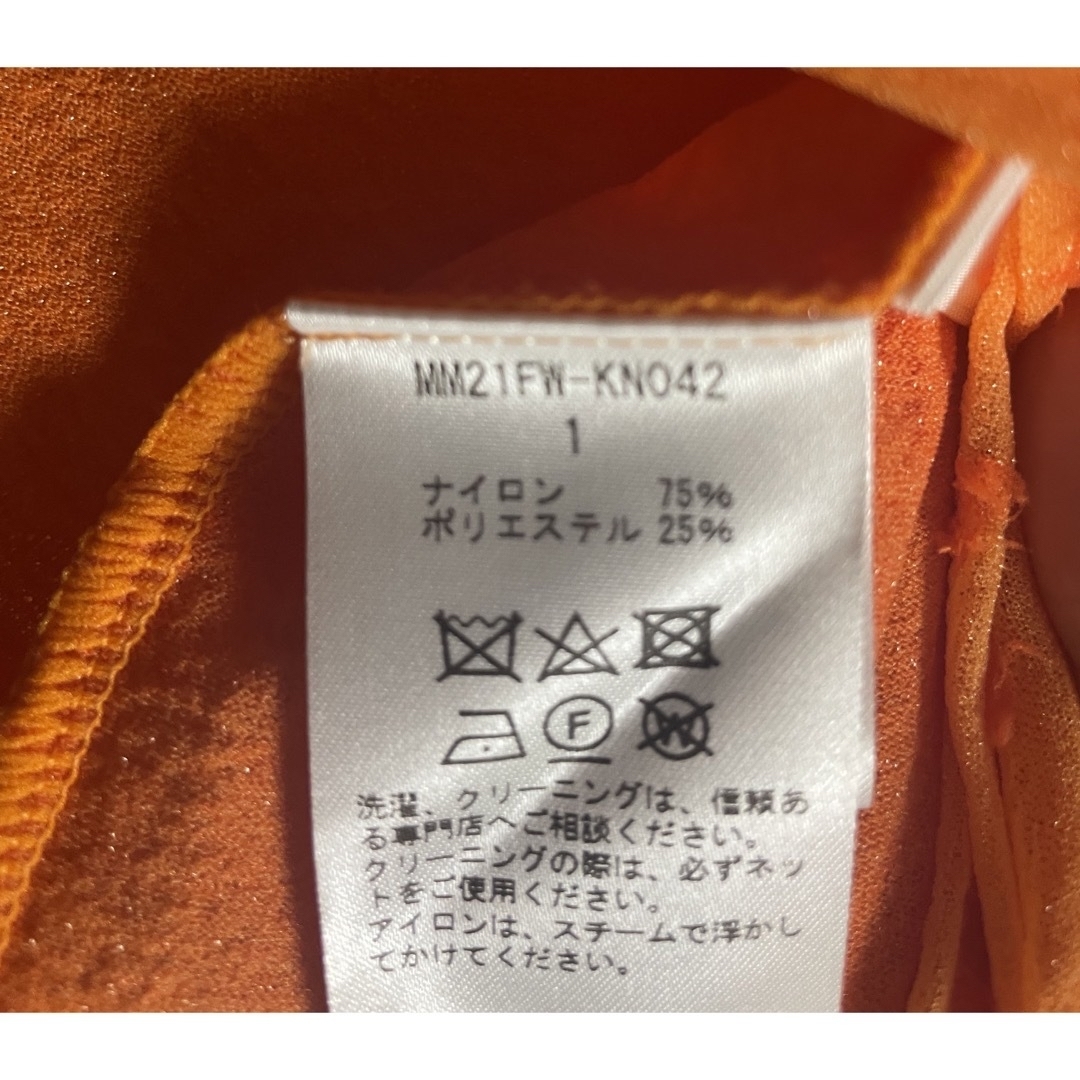 MM21FW-KN042
1
ナイロン 75%
ポリエステル 25%
F
W
洗濯、クリーニングは、信頼あ
る専門店へご相談ください。
クリーニングの際は、必ずネッ
トをご使用ください。
アイロンは、スチームで浮かし
てかけてください。